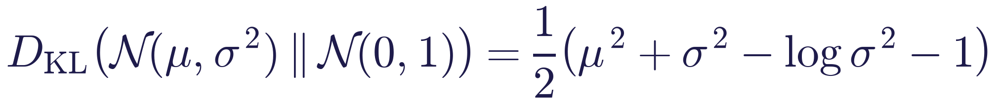 D_KL(𝒩(μ, σ²) ∥ 𝒩(0, 1)) = 1/2(μ² + σ² − log σ² − 1)